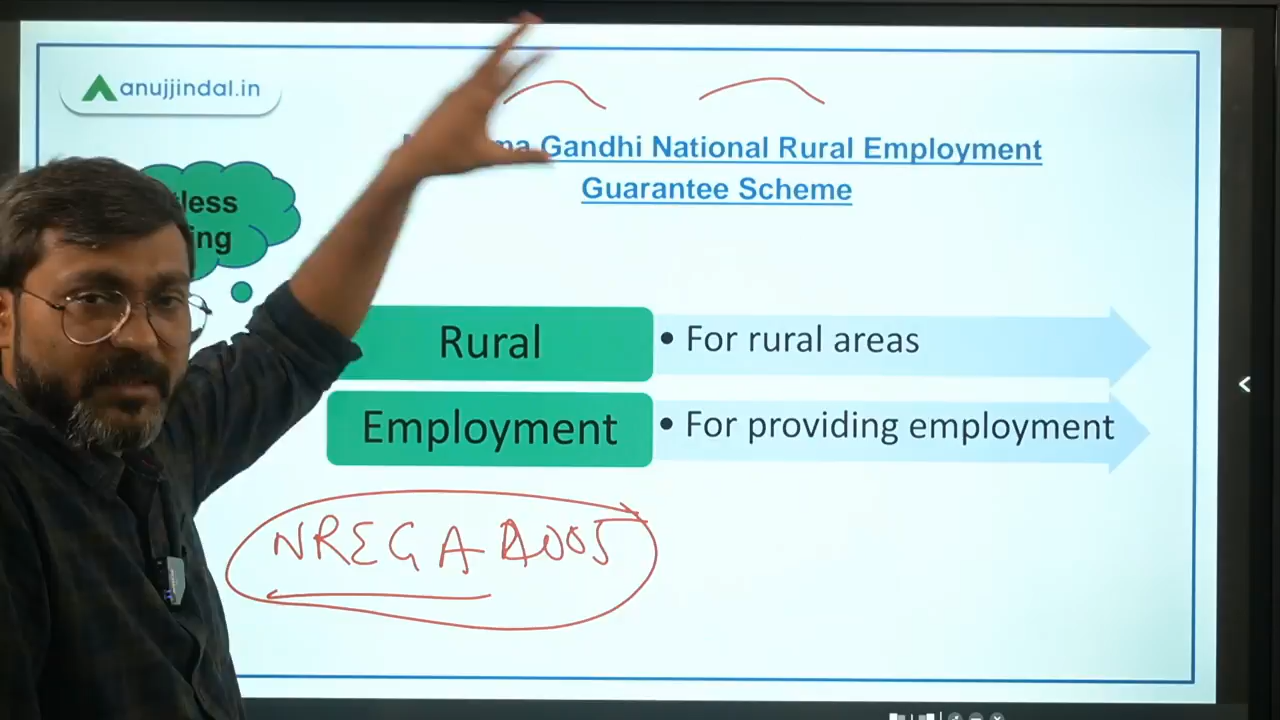 anujjindal.in
Gandhi National Rural Employment
Guarantee Scheme
Rural
• For rural areas
Employment
• For providing employment
NREGA 2005